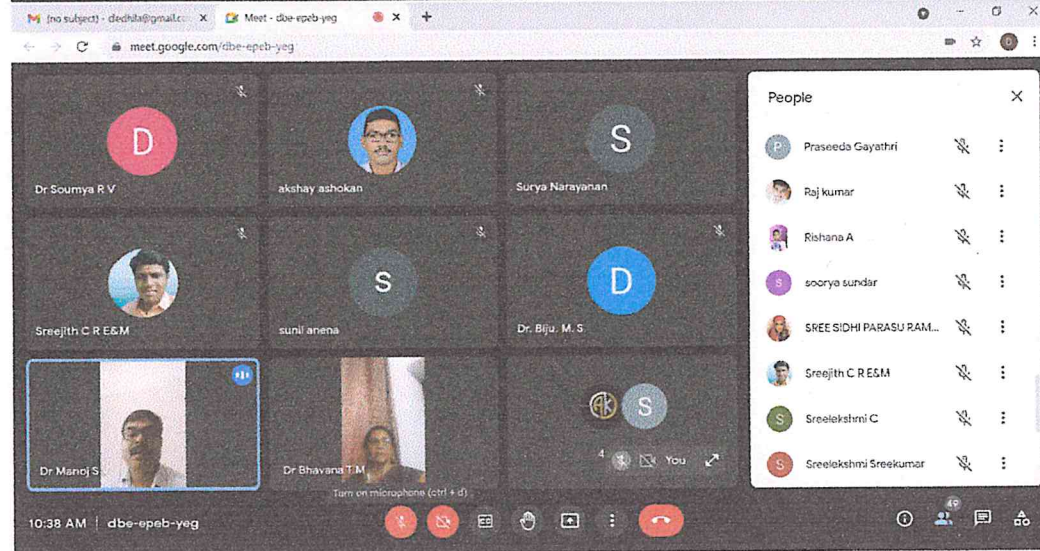 (no subject) - dedhila@gmail.c
Meet - dbe-epeb-yeg
meet.google.com/dbe-epeb-yeg
D
Dr Soumya R V
akshay ashokan
S
Surya Narayanan
Sreejith C R E&M
S
sunil anena
D
Dr. Biju. M. S
Dr Manoj S
Dr Bhavana T.M
AK
S
4
You
Turn on microphone (ctrl + d)
10:38 AM | dbe-epeb-yeg
CC
49
People
P
Praseeda Gayathri
Raj kumar
Rishana A
S
soorya sundar
SREE SIDHI PARASU RAM...
Sreejith C R E&M
S
Sreelekshmi C
S
Sreelekshmi Sreekumar